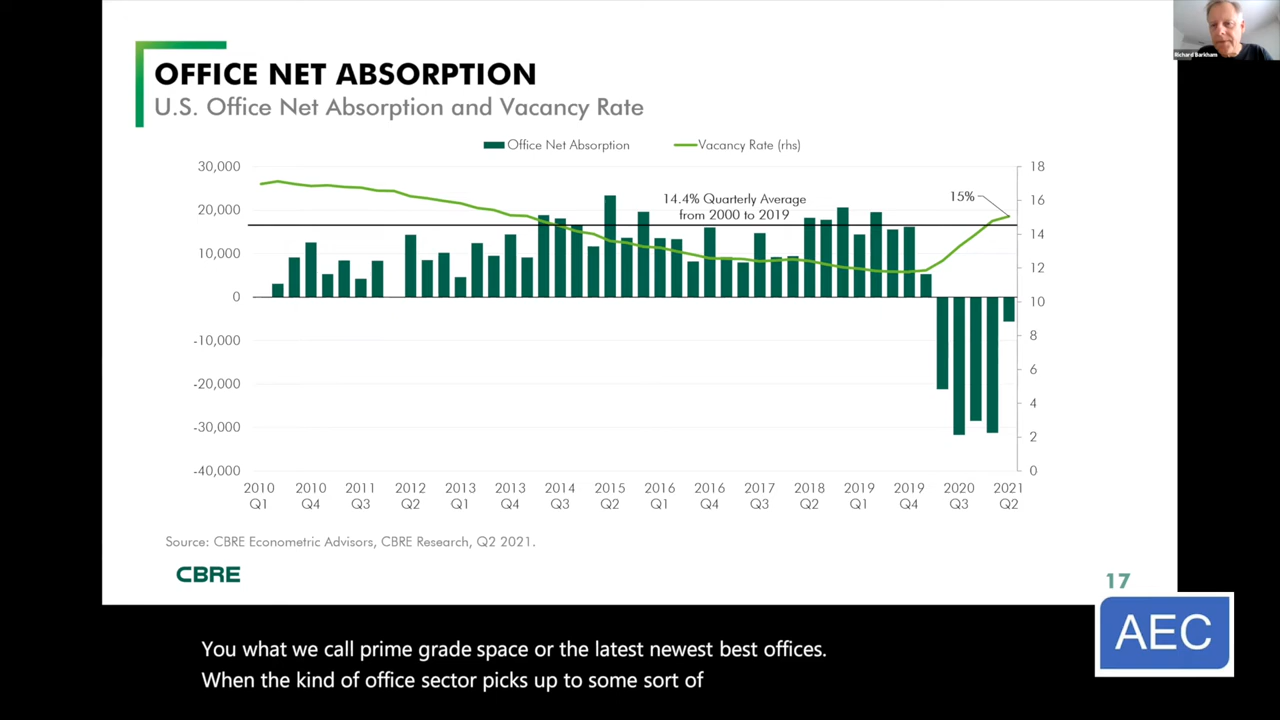 Richard Barkham
OFFICE NET ABSORPTION
U.S. Office Net Absorption and Vacancy Rate
Office Net Absorption
Vacancy Rate (rhs)
30,000
20,000
10,000
0
-10,000
-20,000
-30,000
-40,000
18
16
14
12
10
8
6
4
2
0
14.4% Quarterly Average
from 2000 to 2019
15%
2010 2010 2011 2012 2013 2013 2014 2015 2016 2016 2017 2018 2019 2019 2020 2021
Q1 Q4 Q3 Q2 Q1 Q4 Q3 Q2 Q1 Q4 Q3 Q2 Q1 Q4 Q3 Q2
Source: CBRE Econometric Advisors, CBRE Research, Q2 2021.
CBRE
17
AEC
You what we call prime grade space or the latest newest best offices.
When the kind of office sector picks up to some sort of